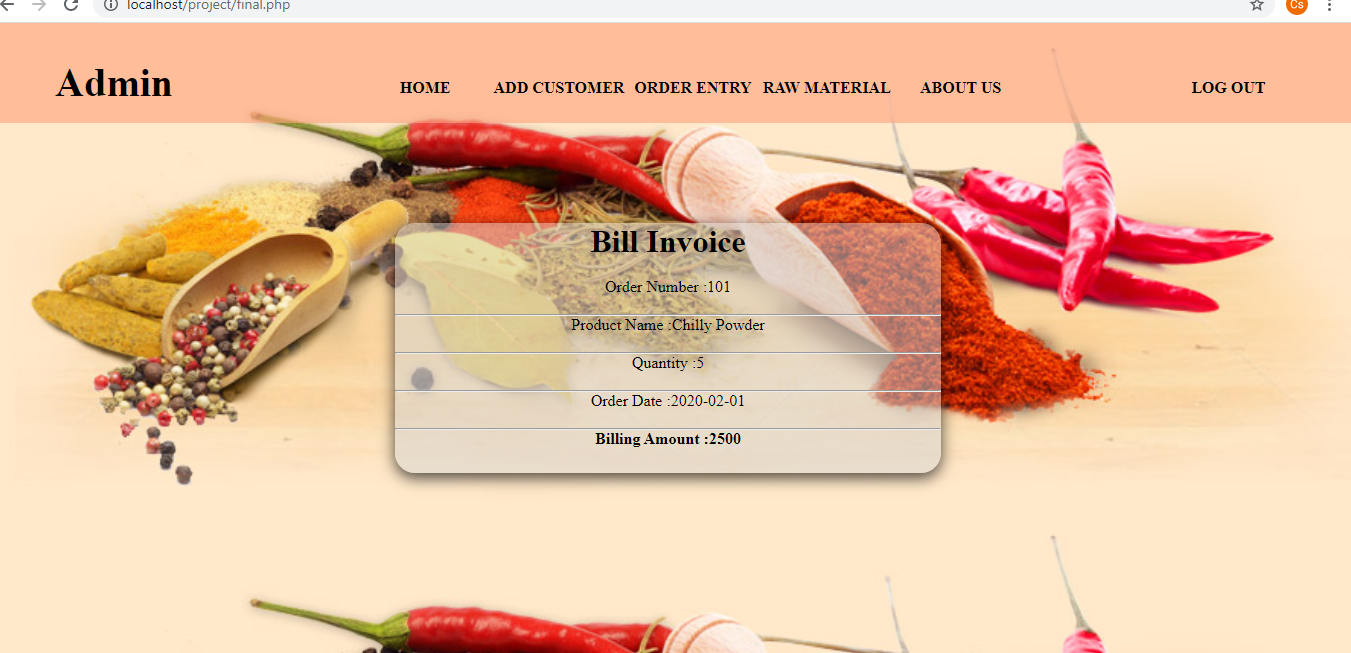 localhost/project/final.php
Cs
Admin
HOME ADD CUSTOMER ORDER ENTRY RAW MATERIAL ABOUT US LOG OUT
Bill Invoice
Order Number :101
Product Name :Chilly Powder
Quantity :5
Order Date :2020-02-01
Billing Amount :2500